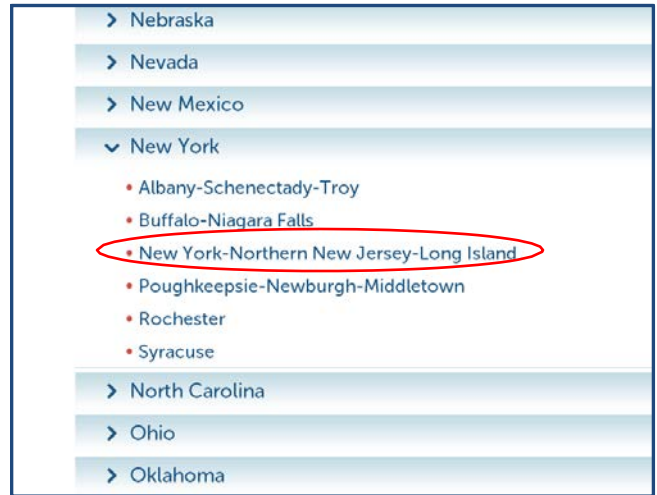 Nebraska
Nevada
New Mexico
New York
• Albany-Schenectady-Troy
• Buffalo-Niagara Falls
• New York-Northern New Jersey-Long Island
• Poughkeepsie-Newburgh-Middletown
• Rochester
• Syracuse
North Carolina
Ohio
Oklahoma